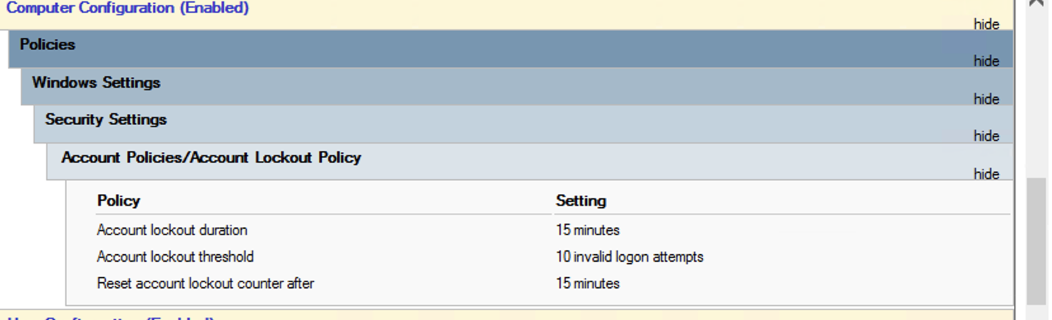 Computer Configuration (Enabled)
hide
Policies
hide
Windows Settings
hide
Security Settings
hide
Account Policies/Account Lockout Policy
hide
Policy Setting
Account lockout duration 15 minutes
Account lockout threshold 10 invalid logon attempts
Reset account lockout counter after 15 minutes